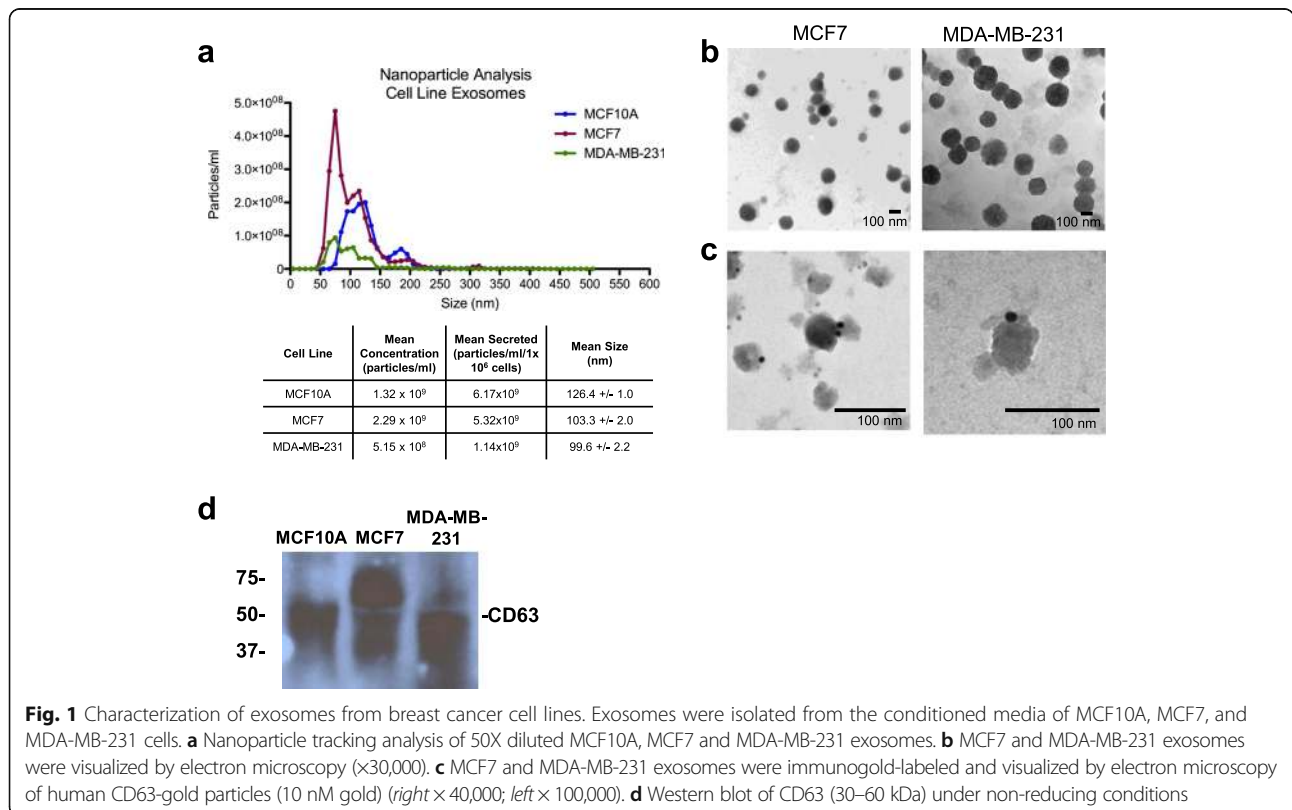 a
Nanoparticle Analysis
Cell Line Exosomes
5.0×10⁰⁸
4.0×10⁰⁸
3.0×10⁰⁸
2.0×10⁰⁸
1.0×10⁰⁸
0
Particles/ml
MCF10A
MCF7
MDA-MB-231
0 50 100 150 200 250 300 350 400 450 500 550 600
Size (nm)
Cell Line Mean Concentration (particles/ml) Mean Secreted (particles/ml/1x 10⁶ cells) Mean Size (nm)
MCF10A 1.32 x 10⁹ 6.17x10⁹ 126.4 +/- 1.0
MCF7 2.29 x 10⁹ 5.32x10⁹ 103.3 +/- 2.0
MDA-MB-231 5.15 x 10⁸ 1.14x10⁹ 99.6 +/- 2.2
b
MCF7 MDA-MB-231
100 nm 100 nm
c
100 nm 100 nm
d
MCF10A MCF7 MDA-MB-
231
75-
50- -CD63
37-
Fig. 1 Characterization of exosomes from breast cancer cell lines. Exosomes were isolated from the conditioned media of MCF10A, MCF7, and
MDA-MB-231 cells. a Nanoparticle tracking analysis of 50X diluted MCF10A, MCF7 and MDA-MB-231 exosomes. b MCF7 and MDA-MB-231 exosomes
were visualized by electron microscopy (×30,000). c MCF7 and MDA-MB-231 exosomes were immunogold-labeled and visualized by electron microscopy
of human CD63-gold particles (10 nM gold) (right × 40,000; left × 100,000). d Western blot of CD63 (30–60 kDa) under non-reducing conditions